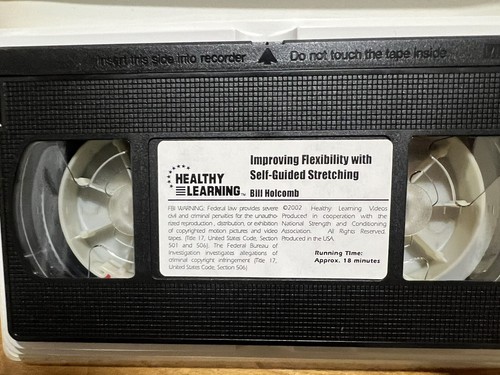 Insert this side into recorder Do not touch the tape inside
HEALTHY
LEARNING™
Improving Flexibility with
Self-Guided Stretching
Bill Holcomb
FBI WARNING: Federal law provides severe
civil and criminal penalties for the unautho-
rized reproduction, distribution, or exhibition
of copyrighted motion pictures and video
tapes. (Title 17, United States Code, Section
501 and 506). The Federal Bureau of
Investigation investigates allegations of
criminal copyright infringement (Title 17,
United States Code, Section 506)
©2002 Healthy Learning Videos
Produced in cooperation with the
National Strength and Conditioning
Association. All Rights Reserved.
Produced in the USA.
Running Time:
Approx. 18 minutes